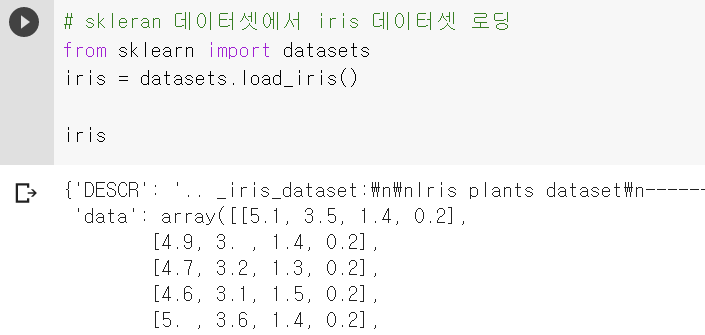 # skleran 데이터셋에서 iris 데이터셋 로딩
from sklearn import datasets
iris = datasets.load_iris()
iris
{'DESCR': '.. _iris_dataset:₩n₩nIris plants dataset₩n------
'data': array([[5.1, 3.5, 1.4, 0.2],
[4.9, 3. , 1.4, 0.2],
[4.7, 3.2, 1.3, 0.2],
[4.6, 3.1, 1.5, 0.2],
[5. , 3.6, 1.4, 0.2],